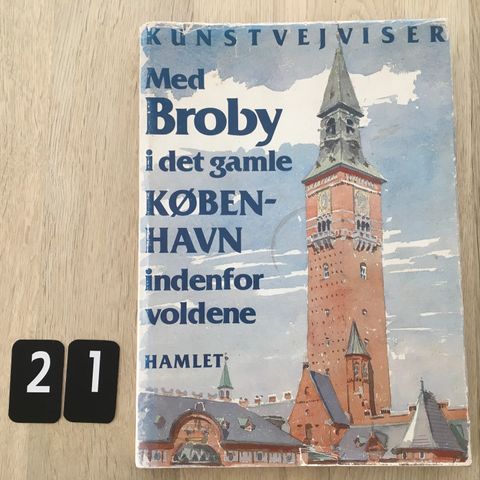 KUNSTVEJVISER
Med
Broby
i det gamle
KØBEN-
HAVN
indenfor
voldene
HAMLET
2 1